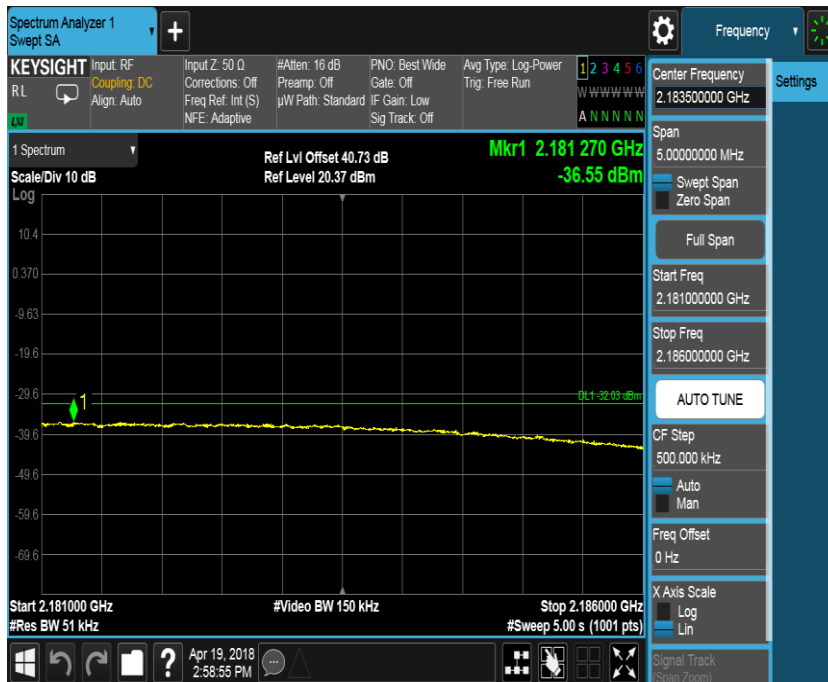 Spectrum Analyzer 1
Swept SA
Frequency
KEYSIGHT
RL
LXI
Input: RF
Coupling: DC
Align: Auto
Input Z: 50 Ω
Corrections: Off
Freq Ref: Int (S)
NFE: Adaptive
#Atten: 16 dB
Preamp: Off
µW Path: Standard
PNO: Best Wide
Gate: Off
IF Gain: Low
Sig Track: Off
Avg Type: Log-Power
Trig: Free Run
1 2 3 4 5 6
W W W W W W
A N N N N N
1 Spectrum
Scale/Div 10 dB
Ref Lvl Offset 40.73 dB
Ref Level 20.37 dBm
Mkr1 2.181 270 GHz
-36.55 dBm
Log
10.4
0.370
-9.63
-19.6
-29.6
-39.6
-49.6
-59.6
-69.6
1
DL1 -32.03 dBm
Start 2.181000 GHz
#Res BW 51 kHz
#Video BW 150 kHz
Stop 2.186000 GHz
#Sweep 5.00 s (1001 pts)
Center Frequency
2.183500000 GHz
Span
5.00000000 MHz
Swept Span
Zero Span
Full Span
Start Freq
2.181000000 GHz
Stop Freq
2.186000000 GHz
AUTO TUNE
CF Step
500.000 kHz
Auto
Man
Freq Offset
0 Hz
X Axis Scale
Log
Lin
Signal Track
(Span Zoom)
Settings
Apr 19, 2018
2:58:55 PM